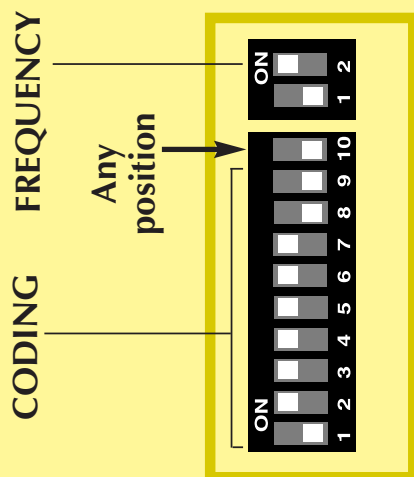 CODING
FREQUENCY
Any
position
ON
1 2 3 4 5 6 7 8 9 10
ON
1 2